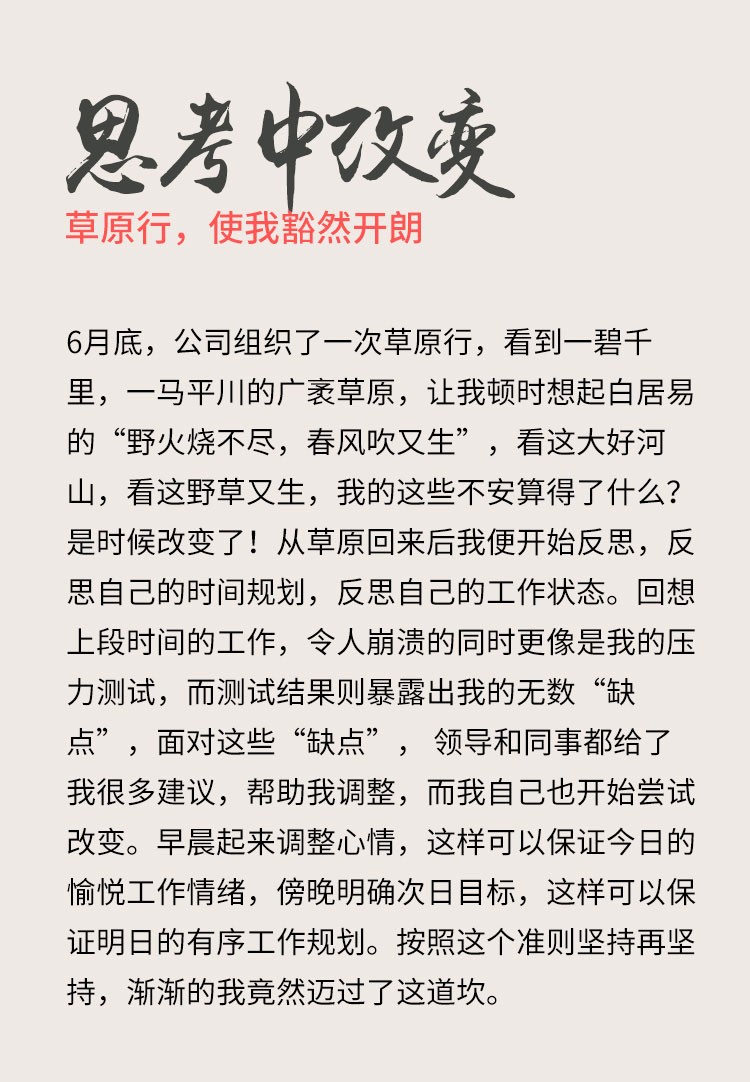 思考中改变
草原行，使我豁然开朗
6月底，公司组织了一次草原行，看到一碧千
里，一马平川的广袤草原，让我顿时想起白居易
的“野火烧不尽，春风吹又生”，看这大好河
山，看这野草又生，我的这些不安算得了什么？
是时候改变了！从草原回来后我便开始反思，反
思自己的时间规划，反思自己的工作状态。回想
上段时间的工作，令人崩溃的同时更像是我的压
力测试，而测试结果则暴露出我的无数“缺
点”，面对这些“缺点”， 领导和同事都给了
我很多建议，帮助我调整，而我自己也开始尝试
改变。早晨起来调整心情，这样可以保证今日的
愉悦工作情绪，傍晚明确次日目标，这样可以保
证明日的有序工作规划。按照这个准则坚持再坚
持，渐渐的我竟然迈过了这道坎。